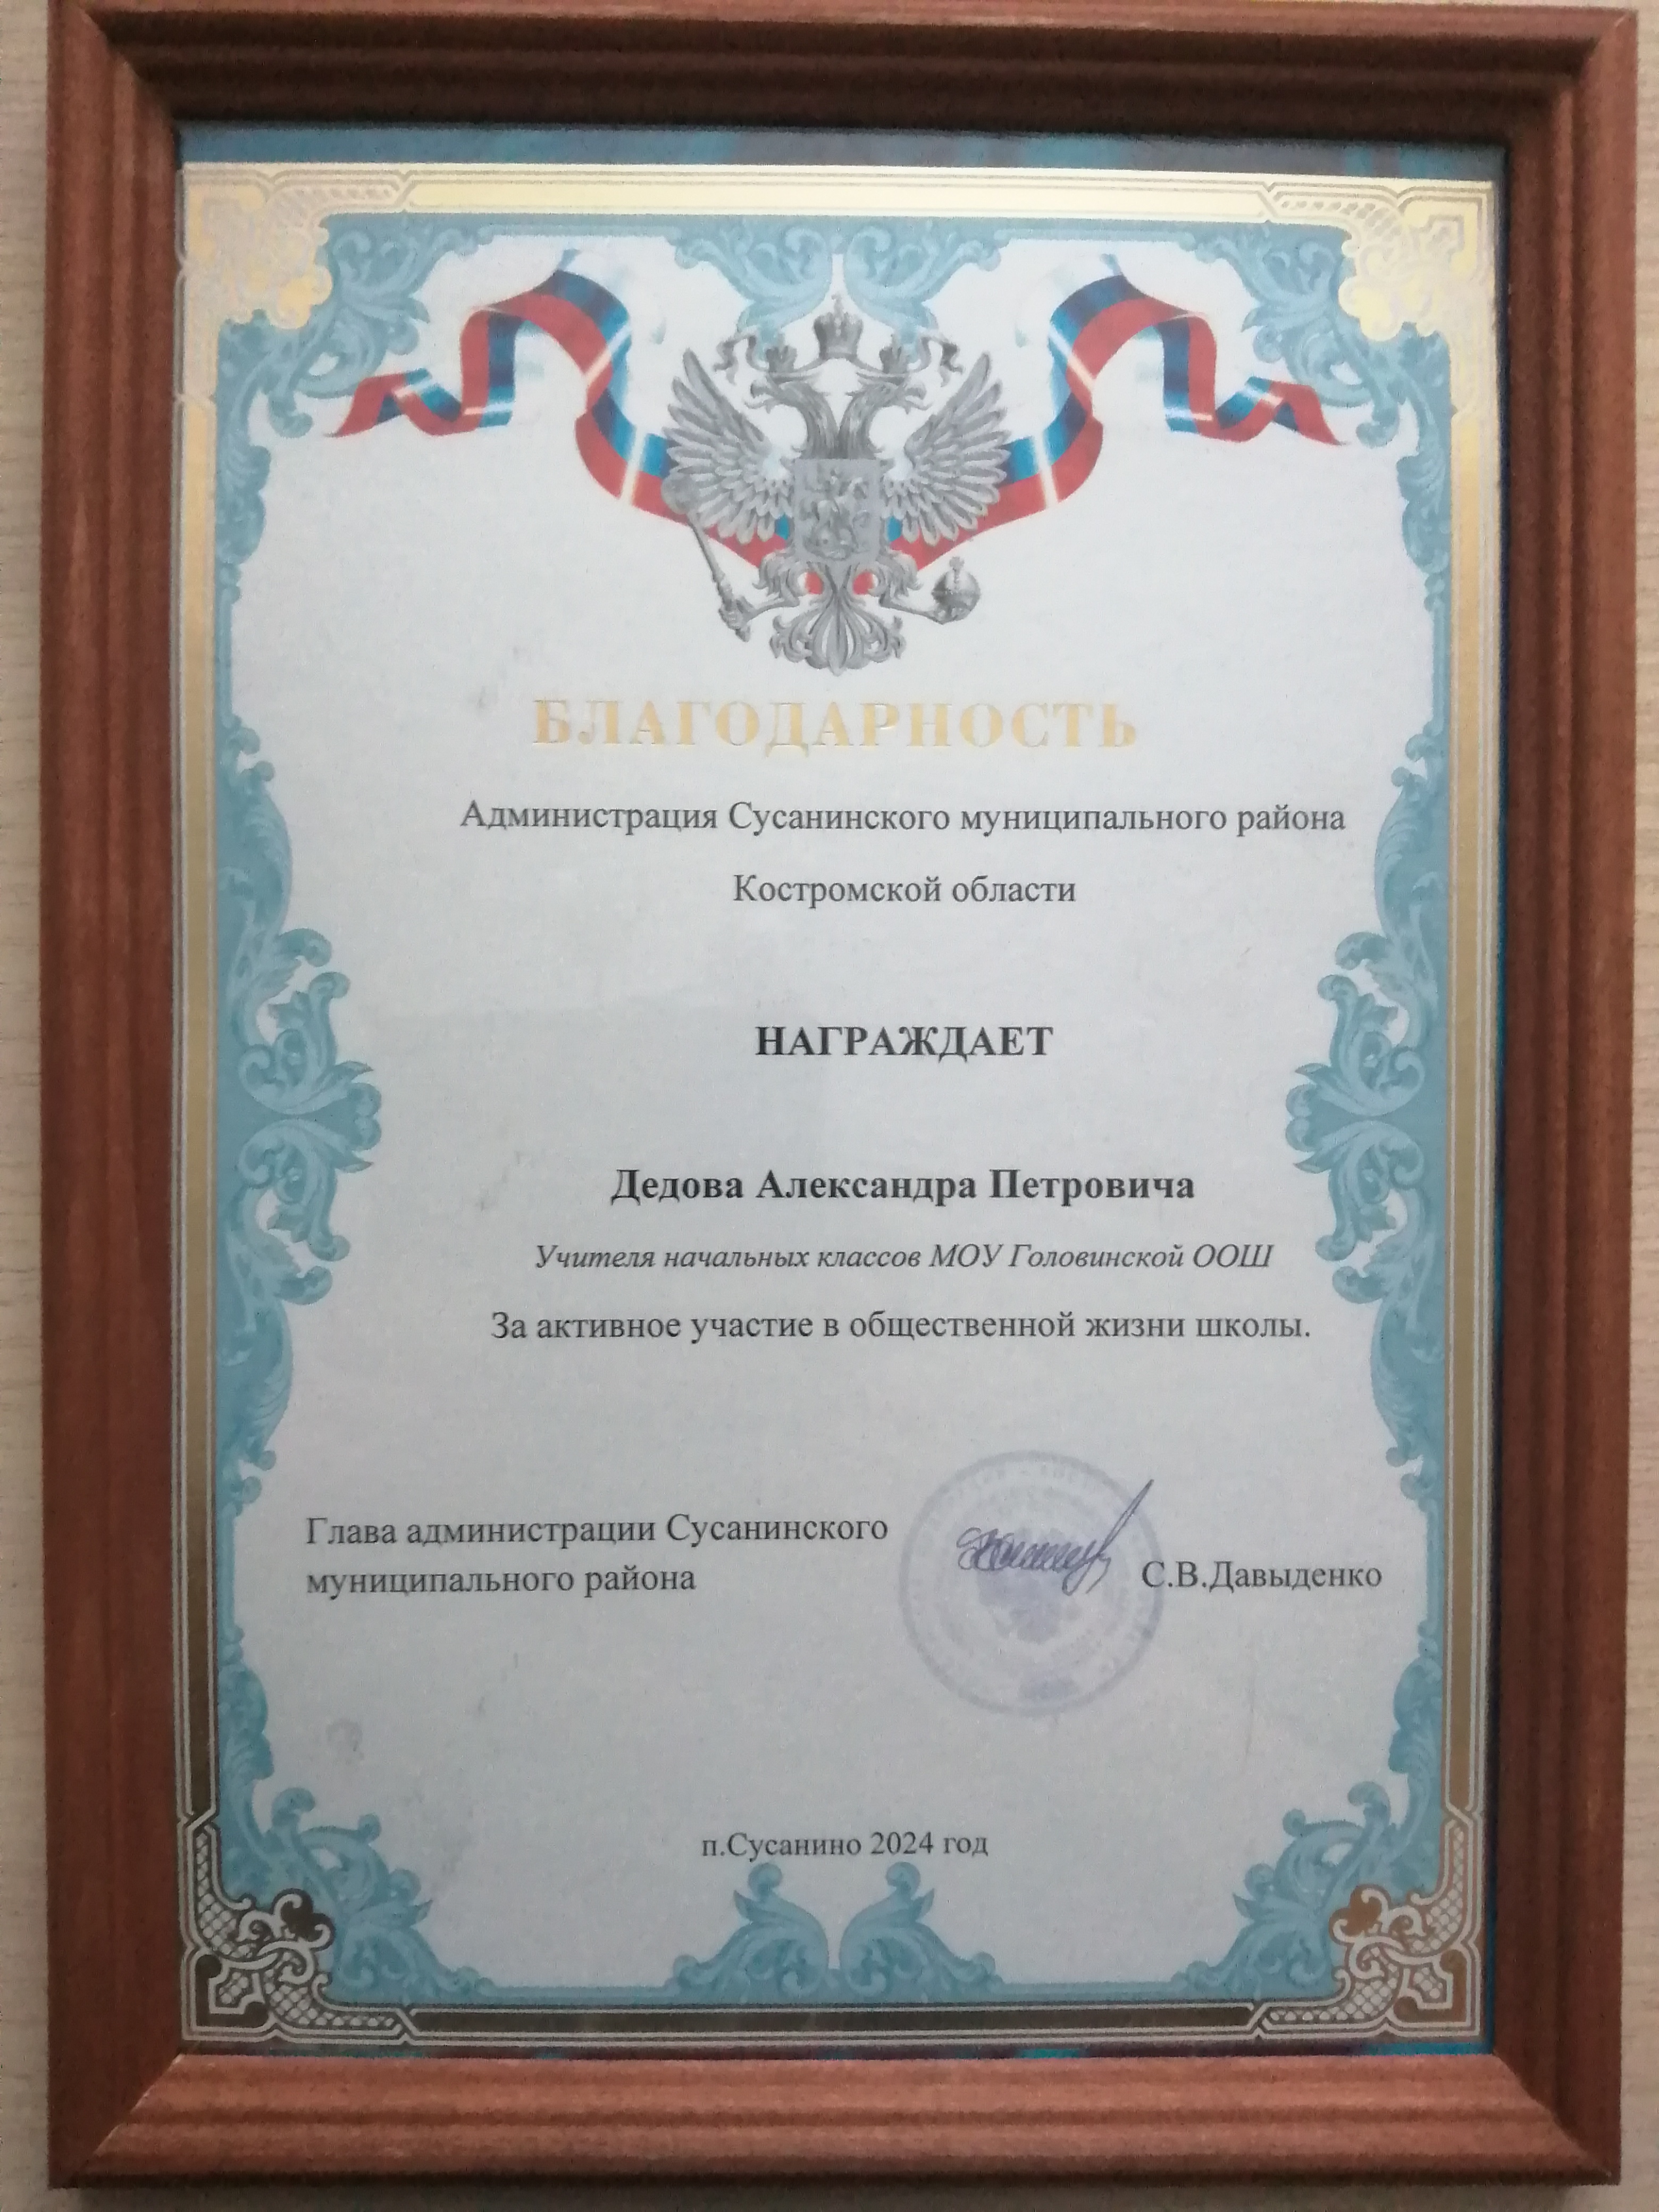 БЛАГОДАРНОСТЬ
Администрация Сусанинского муниципального района
Костромской области
НАГРАЖДАЕТ
Дедова Александра Петровича
Учителя начальных классов МОУ Головинской ООШ
За активное участие в общественной жизни школы.
Глава администрации Сусанинского
муниципального района
С.В.Давыденко
п.Сусанино 2024 год